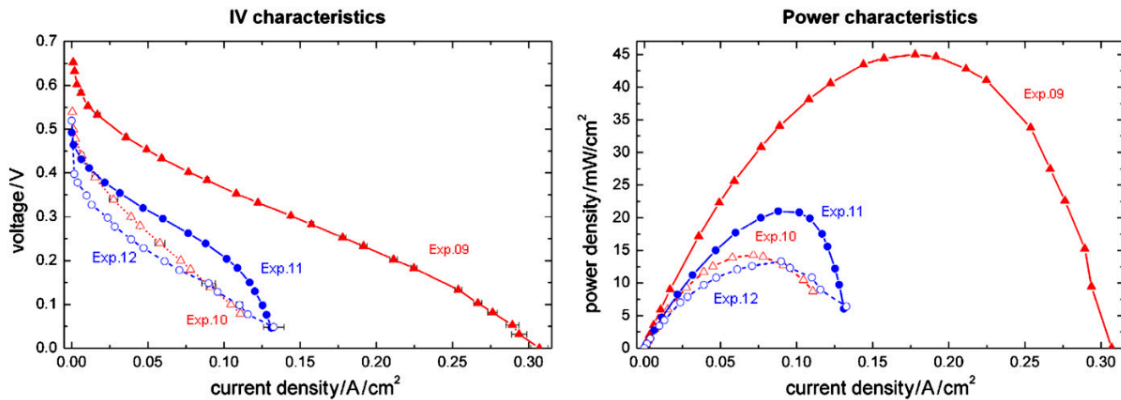 IV characteristics
0.7
0.6
0.5
0.4
0.3
0.2
0.1
0.0
voltage/V
Exp.09
Exp.11
Exp.12
Exp.10
0.00 0.05 0.10 0.15 0.20 0.25 0.30
current density/A/cm²
Power characteristics
45
40
35
30
25
20
15
10
5
0
power density/mW/cm²
Exp.09
Exp.11
Exp.10
Exp.12
0.00 0.05 0.10 0.15 0.20 0.25 0.30
current density/A/cm²